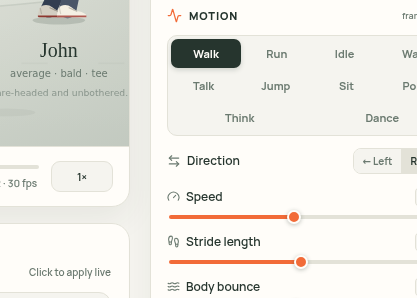 John
average · bald · tee
are-headed and unbothered.
· 30 fps
1×
Click to apply live
MOTION
Walk Run Idle
Talk Jump Sit
Think Dance
Direction ← Left
Speed
Stride length
Body bounce